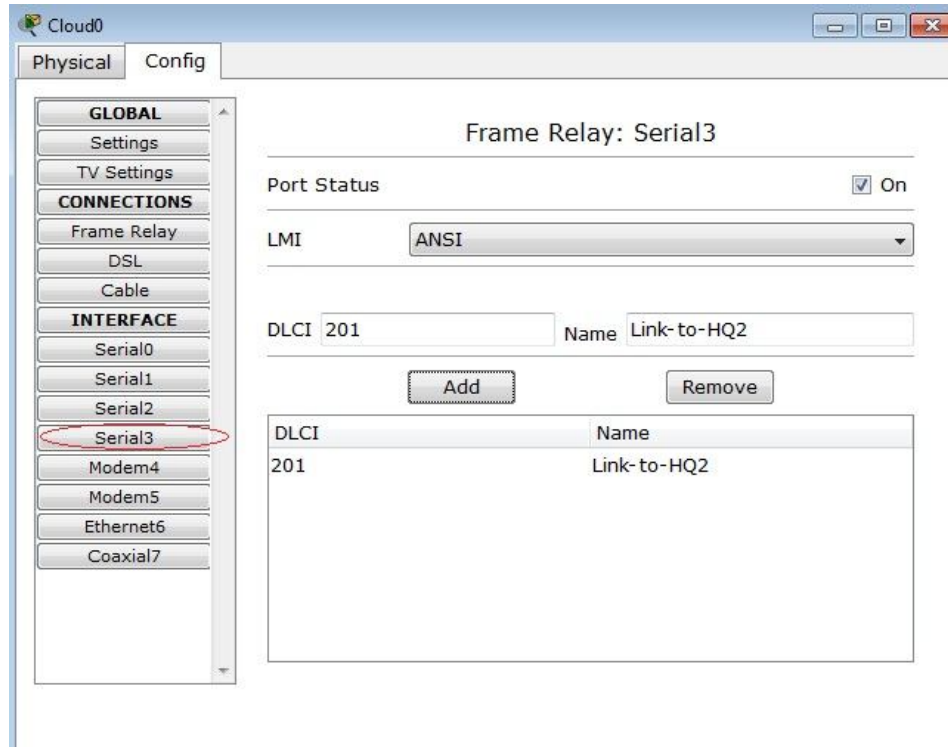 Cloud0
Physical Config
GLOBAL
Settings
TV Settings
CONNECTIONS
Frame Relay
DSL
Cable
INTERFACE
Serial0
Serial1
Serial2
Serial3
Modem4
Modem5
Ethernet6
Coaxial7
Frame Relay: Serial3
Port Status On
LMI ANSI
DLCI 201 Name Link-to-HQ2
Add Remove
DLCI Name
201 Link-to-HQ2